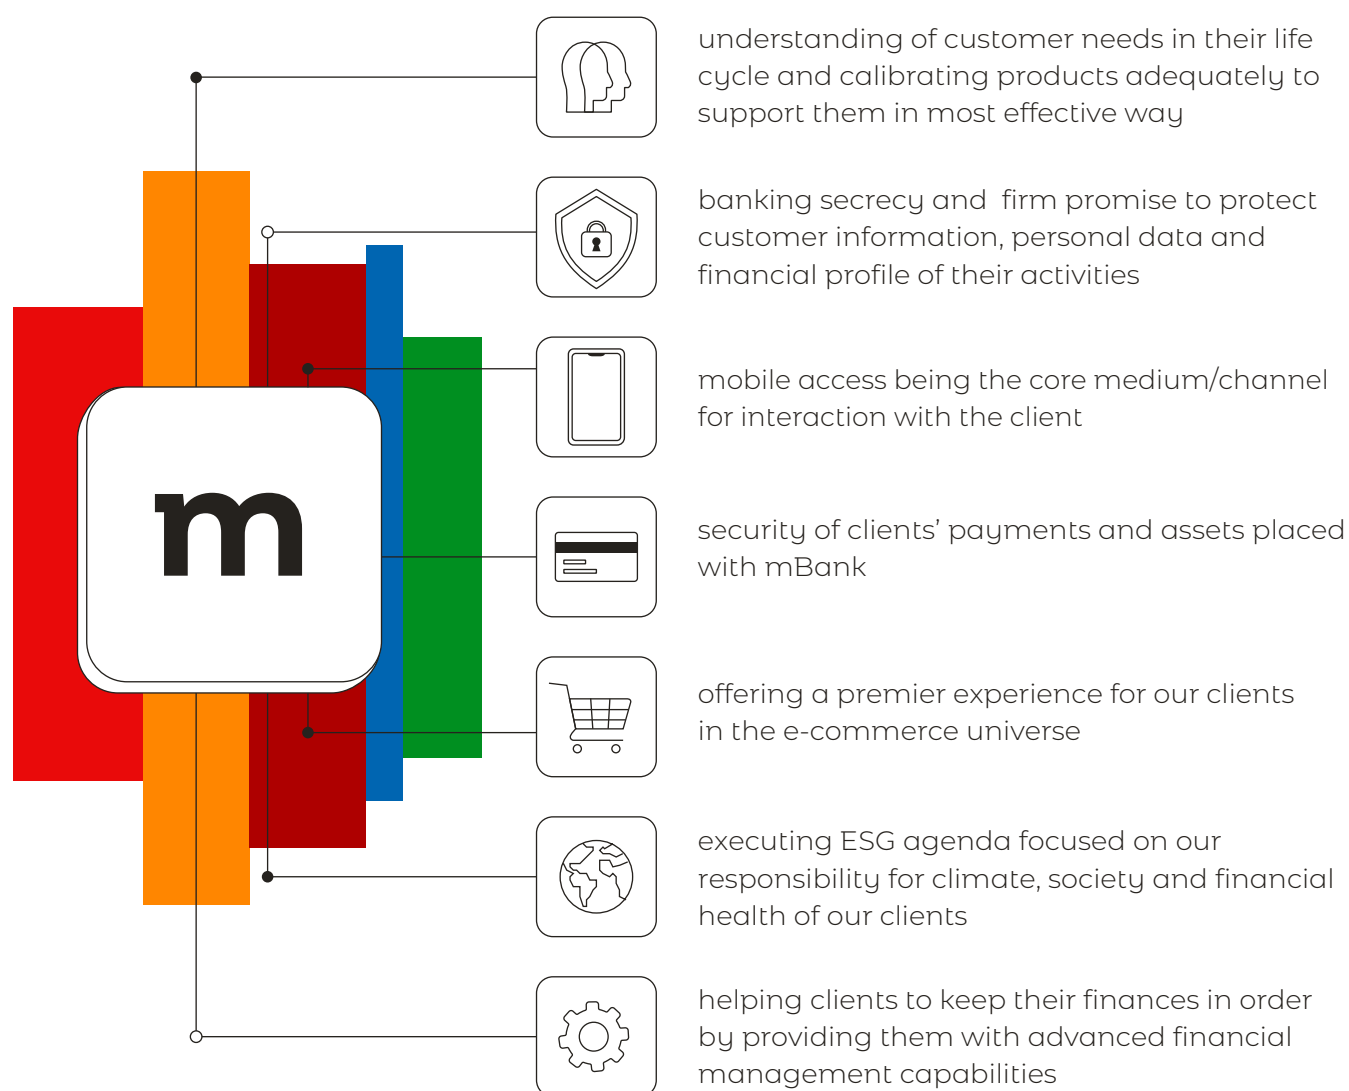 understanding of customer needs in their life
cycle and calibrating products adequately to
support them in most effective way
banking secrecy and firm promise to protect
customer information, personal data and
financial profile of their activities
mobile access being the core medium/channel
for interaction with the client
m
security of clients’ payments and assets placed
with mBank
offering a premier experience for our clients
in the e-commerce universe
executing ESG agenda focused on our
responsibility for climate, society and financial
health of our clients
helping clients to keep their finances in order
by providing them with advanced financial
management capabilities